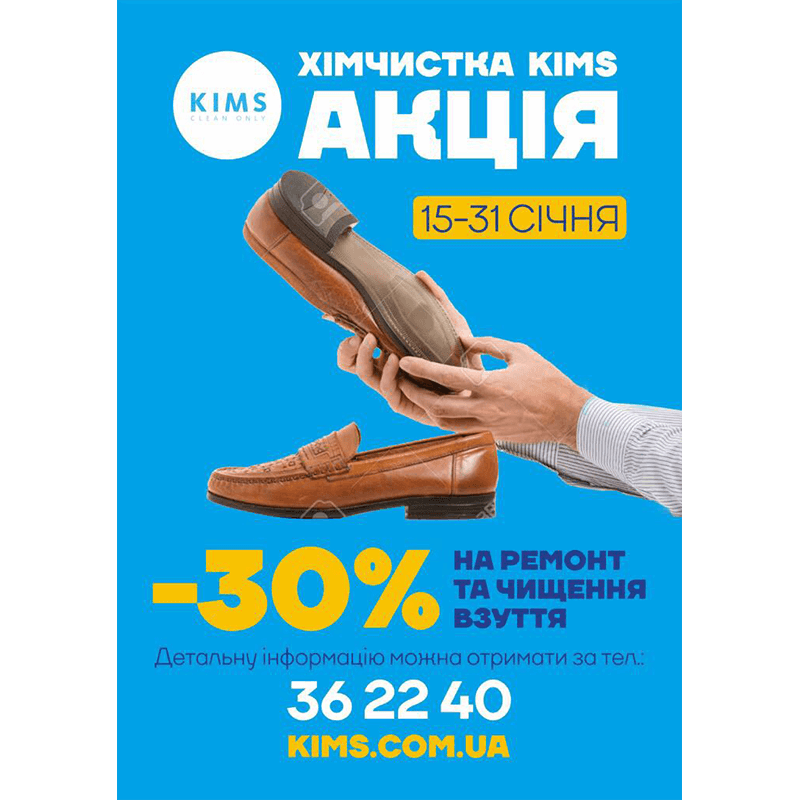 KIMS
CLEAN ONLY
ХІМЧИСТКА KIMS
АКЦІЯ
15-31 СІЧНЯ
-30%
НА РЕМОНТ
ТА ЧИЩЕННЯ
ВЗУТТЯ
Детальну інформацію можна отримати за тел.:
36 22 40
KIMS.COM.UA